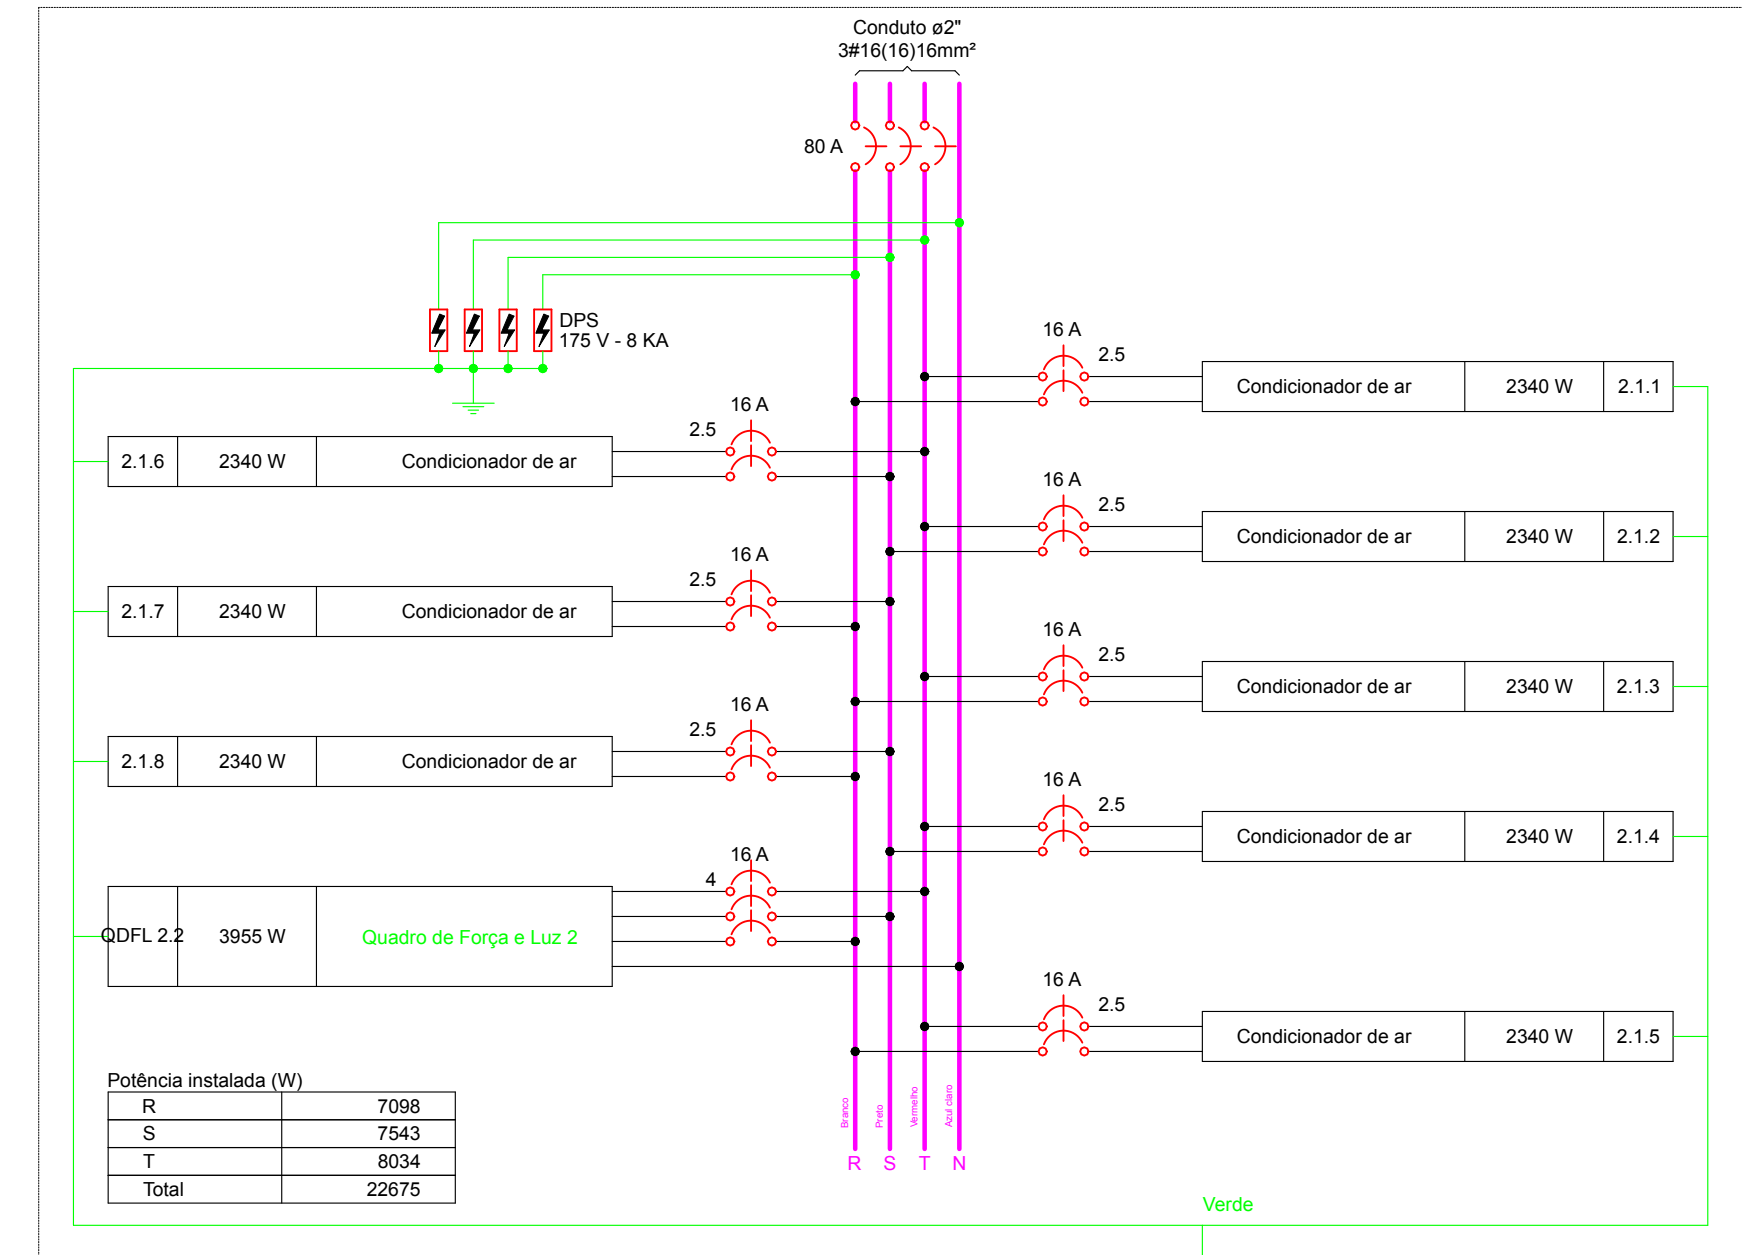 Conduto ø2"
3#16(16)16mm²
80 A
DPS
175 V - 8 KA
16 A
2.5
Condicionador de ar 2340 W 2.1.1
16 A
2.5
2.1.6 2340 W Condicionador de ar
16 A
2.5
Condicionador de ar 2340 W 2.1.2
16 A
2.5
2.1.7 2340 W Condicionador de ar
16 A
2.5
Condicionador de ar 2340 W 2.1.3
16 A
2.5
2.1.8 2340 W Condicionador de ar
16 A
2.5
Condicionador de ar 2340 W 2.1.4
16 A
4
QDFL 2.2 3955 W Quadro de Força e Luz 2
16 A
2.5
Condicionador de ar 2340 W 2.1.5
Potência instalada (W)
R 7098
S 7543
T 8034
Total 22675
Branco
Preto
Vermelho
Azul claro
R S T N
Verde